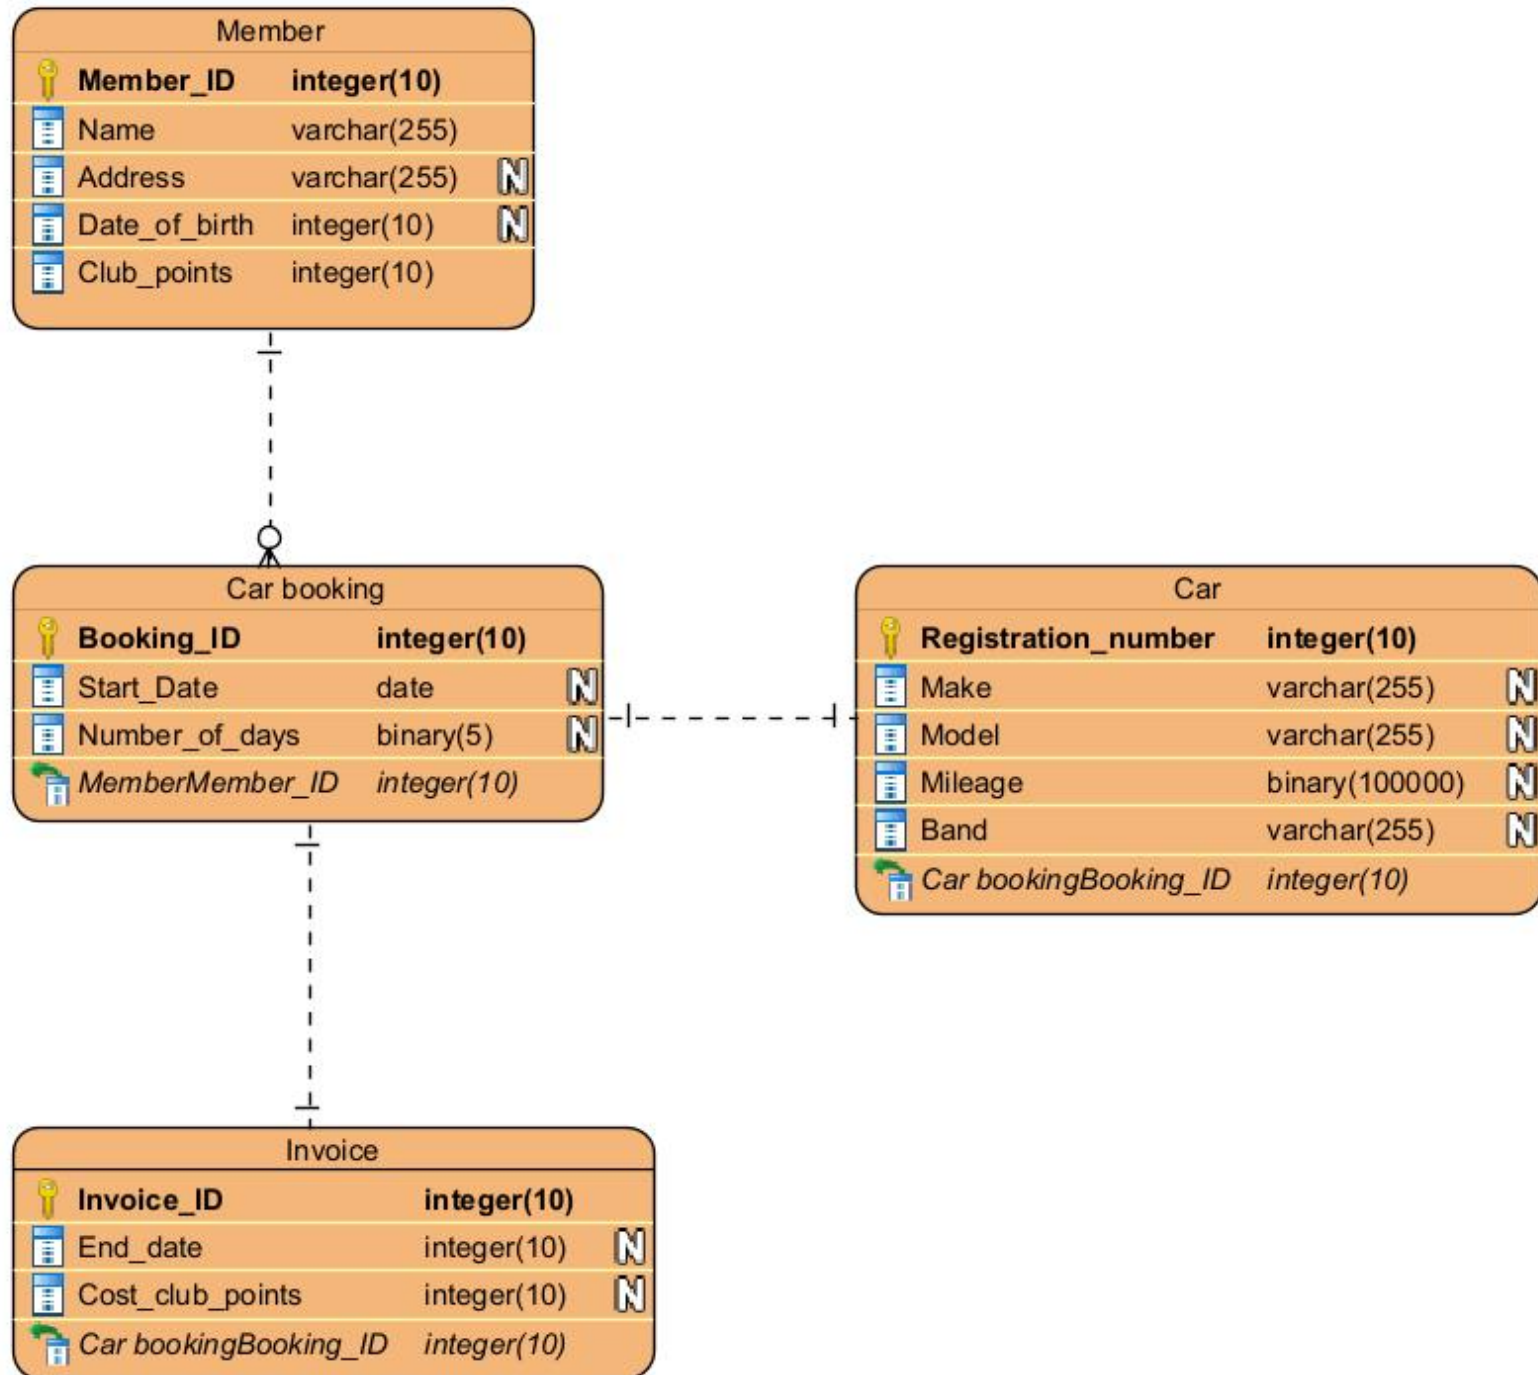 Member
Member_ID integer(10)
Name varchar(255)
Address varchar(255) N
Date_of_birth integer(10) N
Club_points integer(10)
Car booking
Booking_ID integer(10)
Start_Date date N
Number_of_days binary(5) N
MemberMember_ID integer(10)
Car
Registration_number integer(10)
Make varchar(255) N
Model varchar(255) N
Mileage binary(100000) N
Band varchar(255) N
Car bookingBooking_ID integer(10)
Invoice
Invoice_ID integer(10)
End_date integer(10) N
Cost_club_points integer(10) N
Car bookingBooking_ID integer(10)